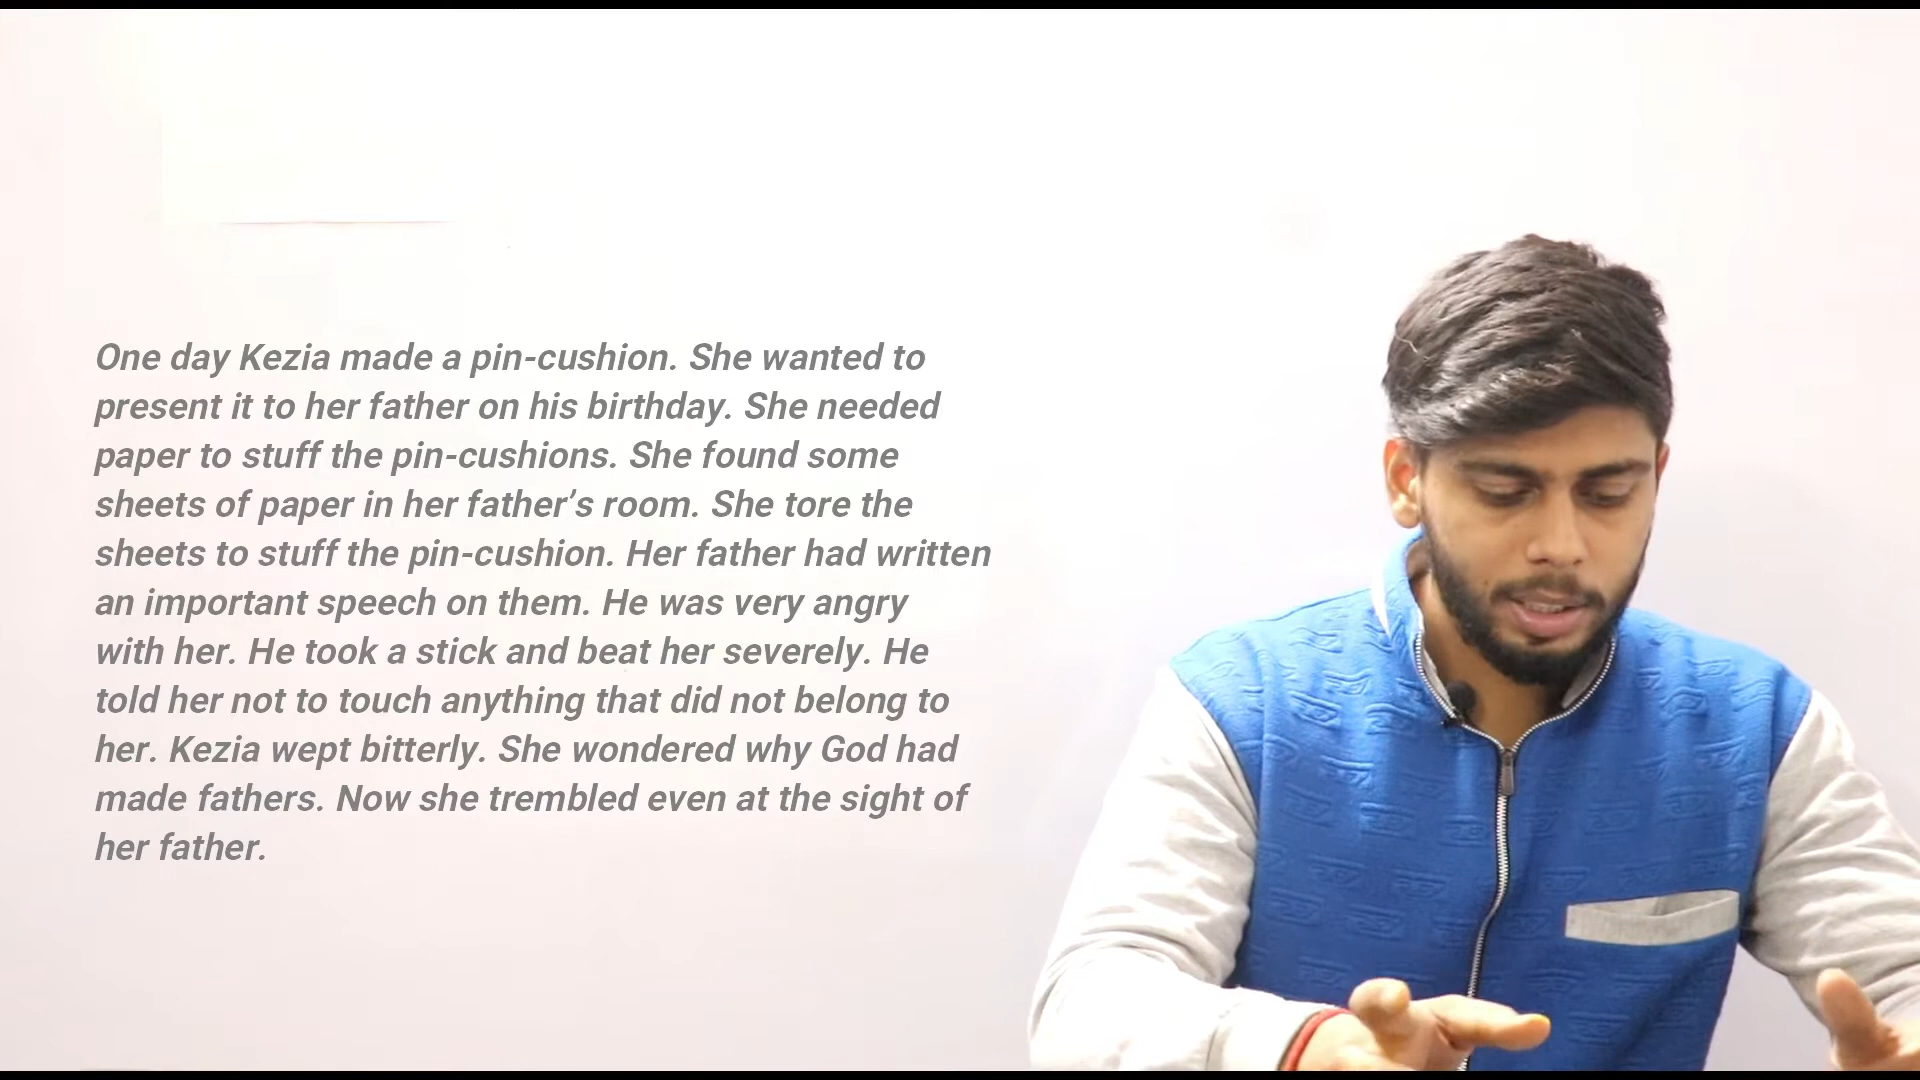 One day Kezia made a pin-cushion. She wanted to
present it to her father on his birthday. She needed
paper to stuff the pin-cushions. She found some
sheets of paper in her father’s room. She tore the
sheets to stuff the pin-cushion. Her father had written
an important speech on them. He was very angry
with her. He took a stick and beat her severely. He
told her not to touch anything that did not belong to
her. Kezia wept bitterly. She wondered why God had
made fathers. Now she trembled even at the sight of
her father.